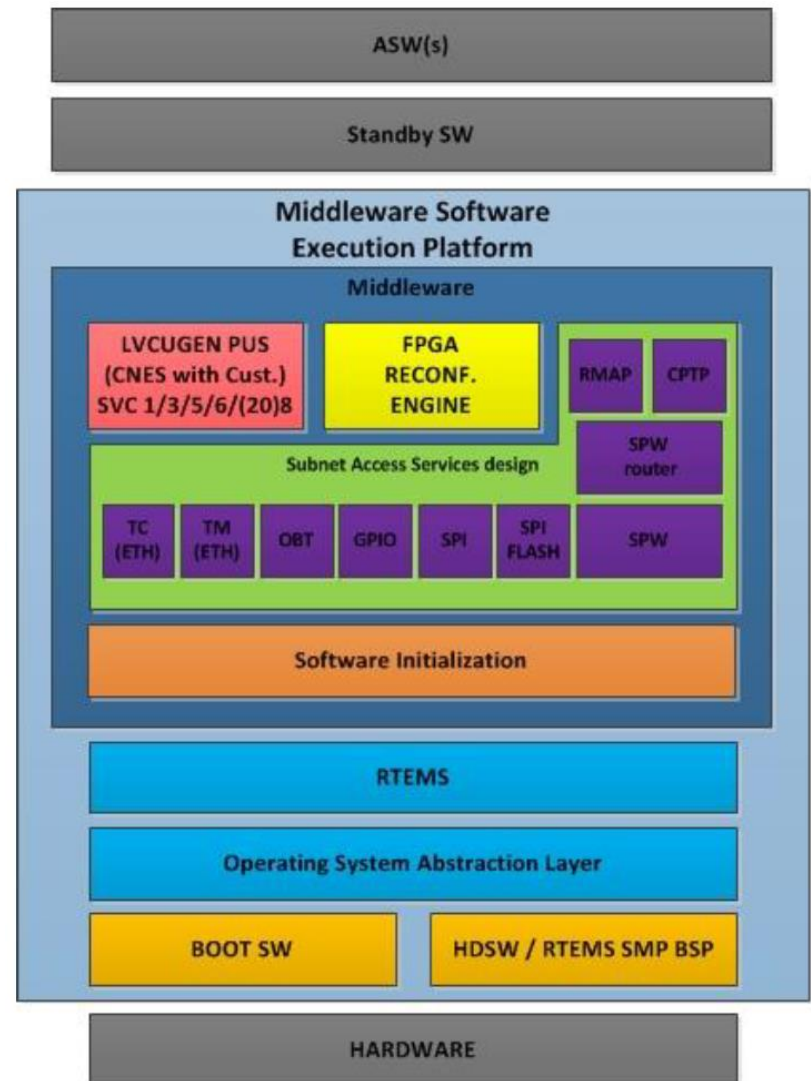 ASW(s)
Standby SW
Middleware Software
Execution Platform
Middleware
LVCUGEN PUS
(CNES with Cust.)
SVC 1/3/5/6/(20)8
FPGA
RECONF.
ENGINE
RMAP
CPTP
SPW
router
Subnet Access Services design
TC
(ETH)
TM
(ETH)
OBT
GPIO
SPI
SPI
FLASH
SPW
Software Initialization
RTEMS
Operating System Abstraction Layer
BOOT SW
HDSW / RTEMS SMP BSP
HARDWARE